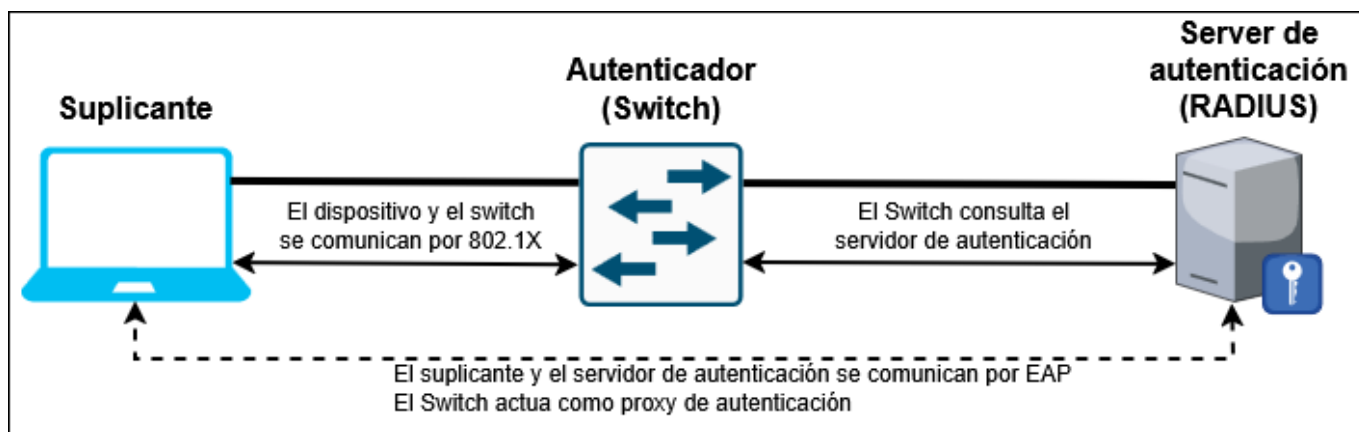 Suplicante
Autenticador
(Switch)
Server de
autenticación
(RADIUS)
El dispositivo y el switch
se comunican por 802.1X
El Switch consulta el
servidor de autenticación
El suplicante y el servidor de autenticación se comunican por EAP
El Switch actua como proxy de autenticación